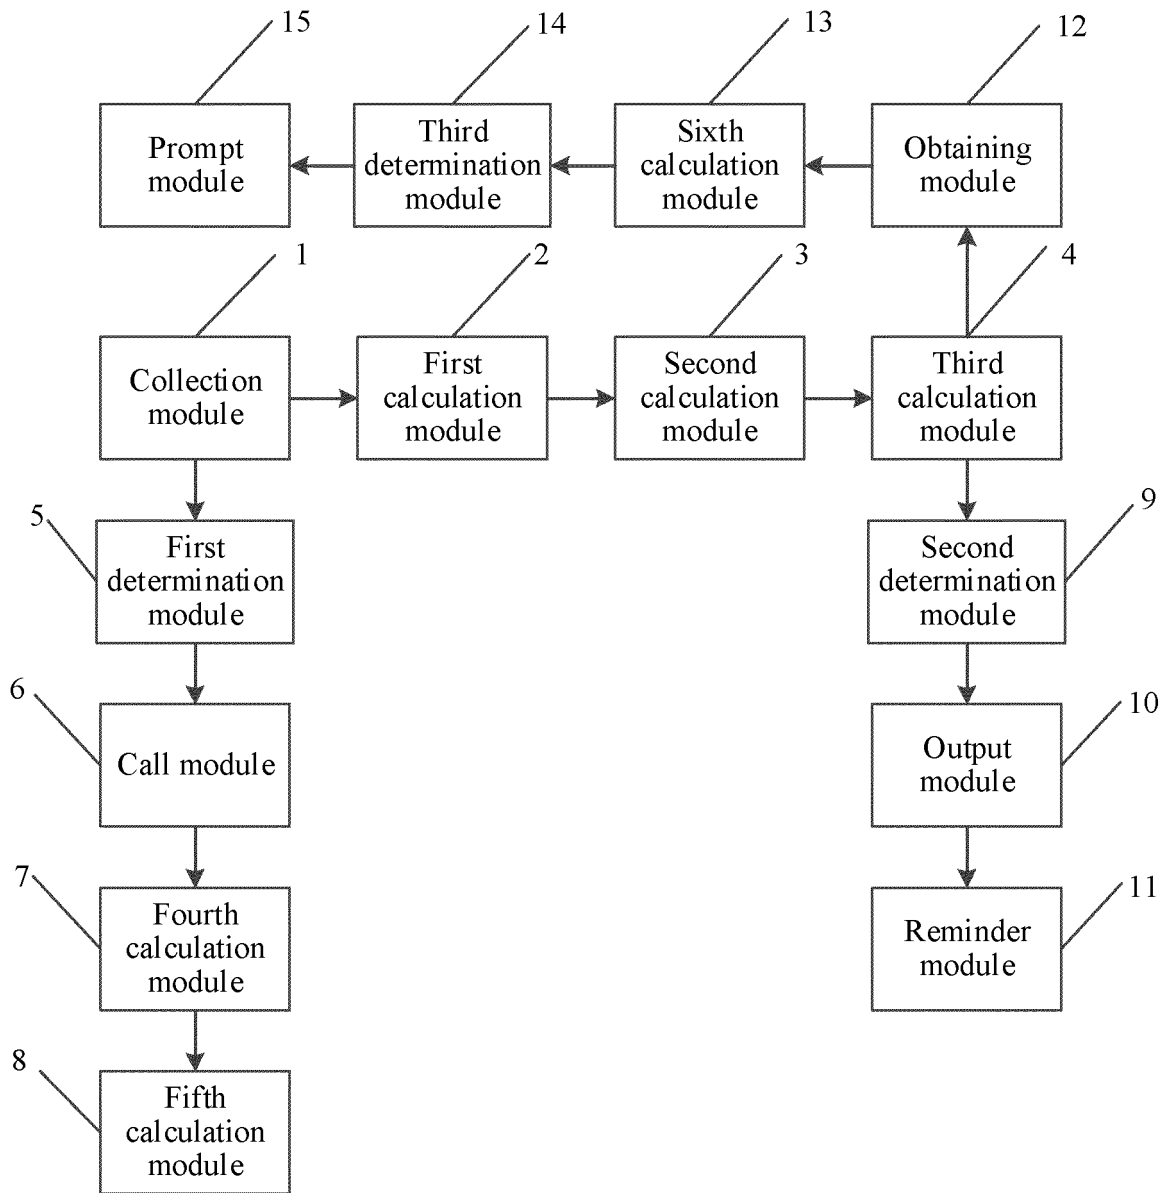 15
14
13
12
Prompt
module
Third
determination
module
Sixth
calculation
module
Obtaining
module
1
2
3
4
Collection
module
First
calculation
module
Second
calculation
module
Third
calculation
module
5
First
determination
module
9
Second
determination
module
6
Call module
10
Output
module
7
Fourth
calculation
module
11
Reminder
module
8
Fifth
calculation
module